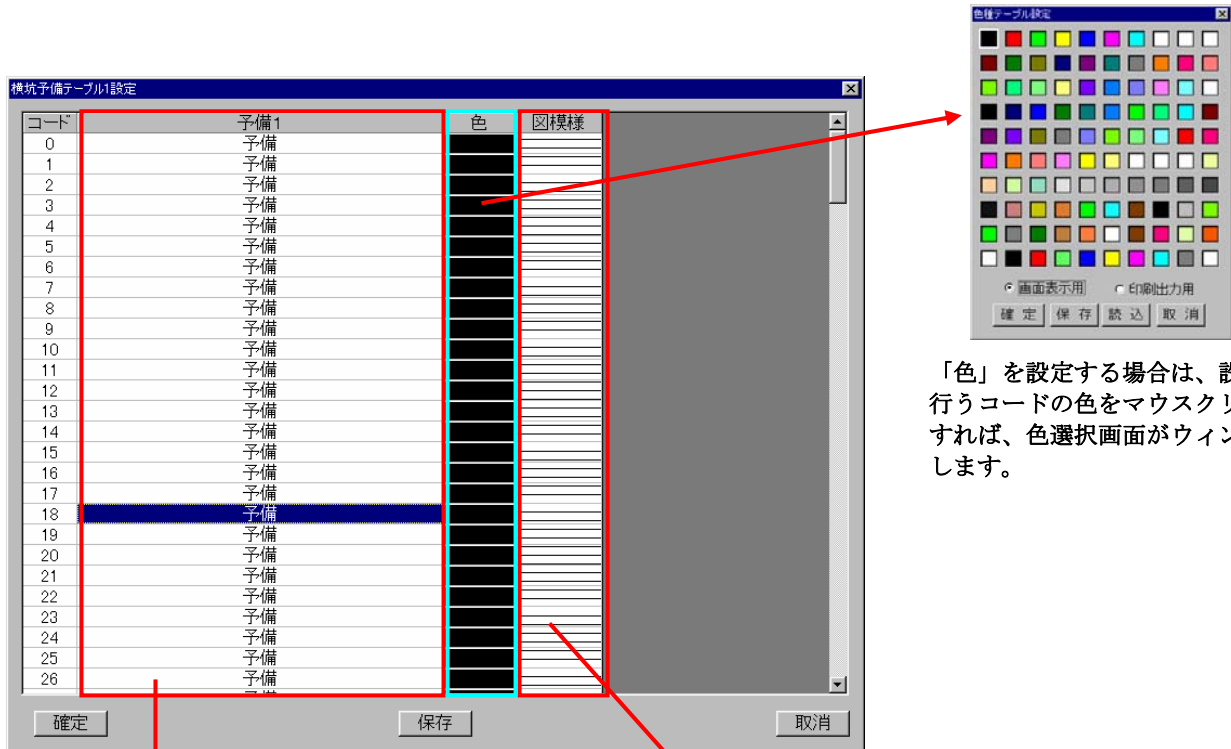 色種テーブル設定
横坑予備テーブル1設定
コード 予備1 色 図模様
0 予備
1 予備
2 予備
3 予備
4 予備
5 予備
6 予備
7 予備
8 予備
9 予備
10 予備
11 予備
12 予備
13 予備
14 予備
15 予備
16 予備
17 予備
18 予備
19 予備
20 予備
21 予備
22 予備
23 予備
24 予備
25 予備
26 予備
確定 保存 取消
画面表示用 印刷出力用
確 定 保 存 読 込 取 消
「色」を設定する場合は、設
行うコードの色をマウスクリ
すれば、色選択画面がウィン
します。